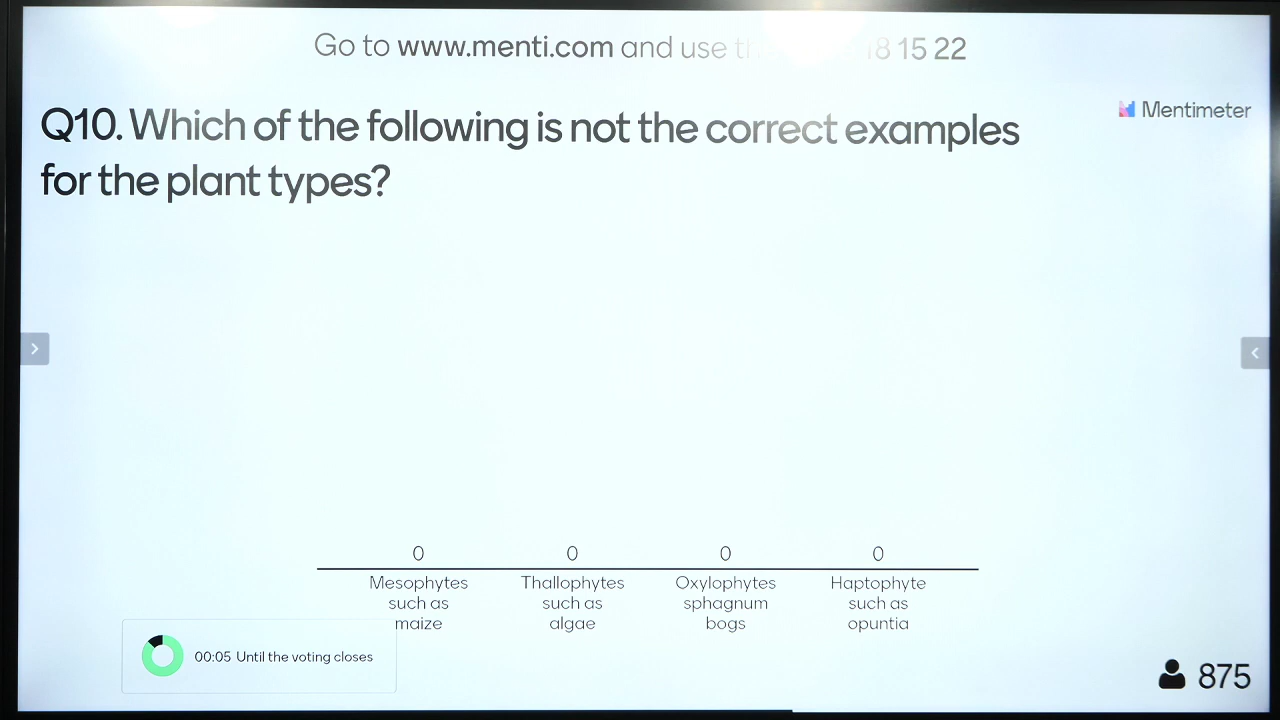 Go to www.menti.com and use 18 15 22
Mentimeter
Q10. Which of the following is not the correct examples
for the plant types?
0 0 0 0
Mesophytes such as maize
Thallophytes such as algae
Oxylophytes sphagnum bogs
Haptophyte such as opuntia
00:05 Until the voting closes
875